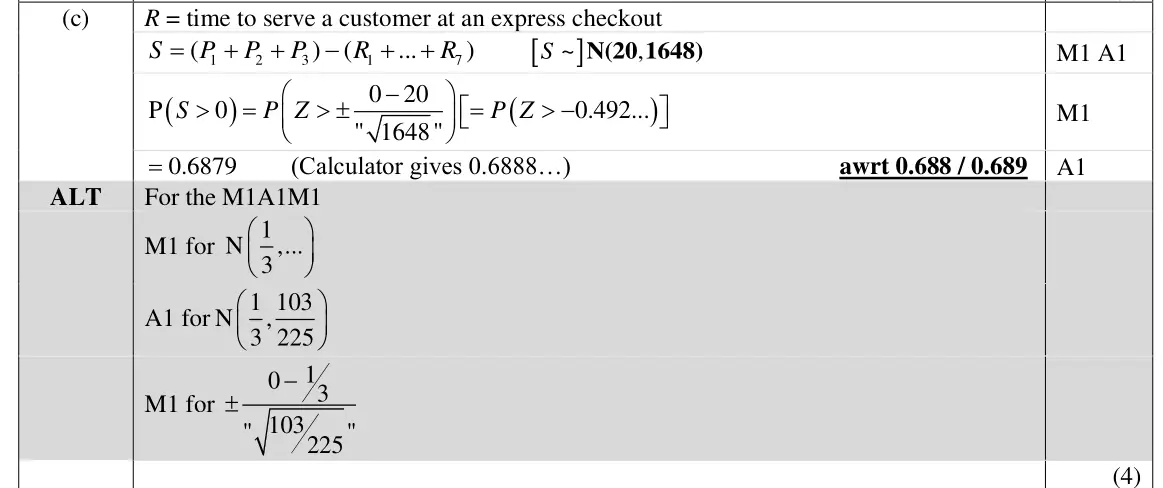 (c) R = time to serve a customer at an express checkout
S = (P₁ + P₂ + P₃) − (R₁ + ... + R₇) [S ~] N(20,1648) M1 A1
P(S > 0) = P(Z > ± (0 − 20)/("√1648")) [= P(Z > −0.492...)] M1
= 0.6879 (Calculator gives 0.6888…) awrt 0.688 / 0.689 A1
ALT For the M1A1M1
M1 for N(1/3,...)
A1 for N(1/3, 103/225)
M1 for ± (0 − 1/3)/("√(103/225)")
(4)